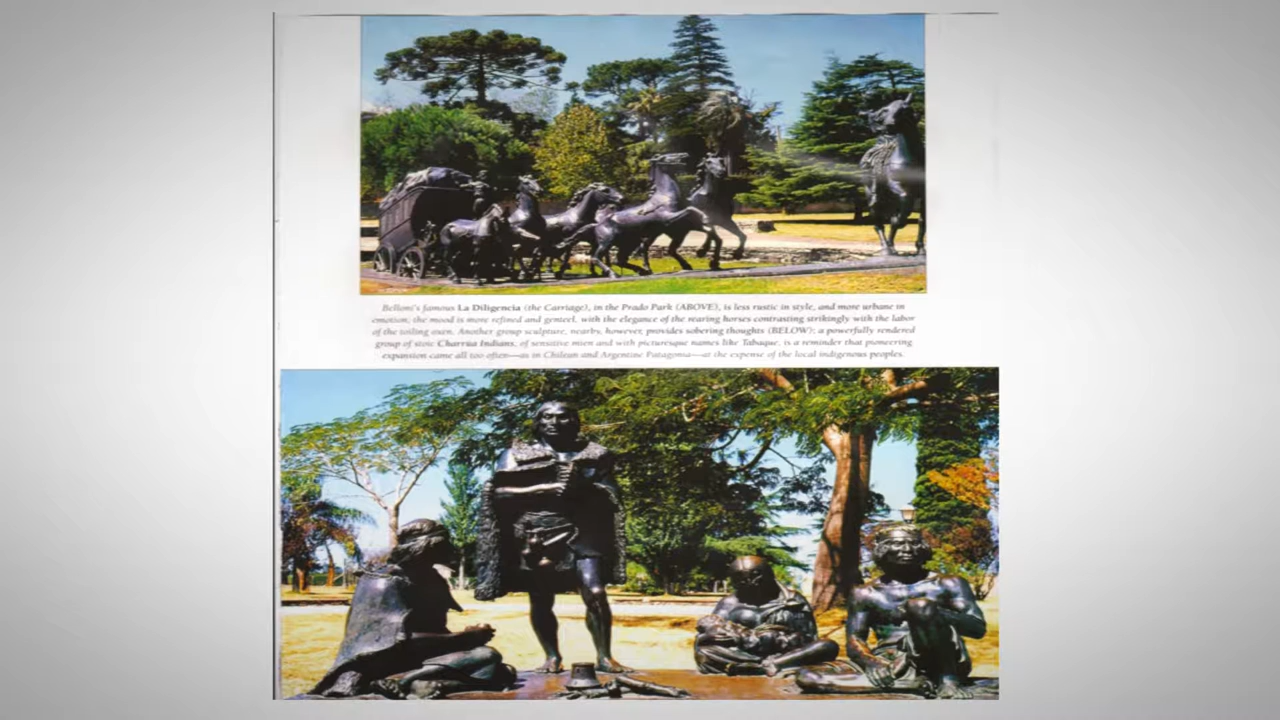 Belloni's famous La Diligencia (the Carriage), in the Prado Park (ABOVE), is less rustic in style, and more urbane in
emotion; the mood is more refined and genteel, with the elegance of the rearing horses contrasting strikingly with the labor
of the toiling oxen. Another group sculpture, nearby, however, provides sobering thoughts (BELOW); a powerfully rendered
group of stoic Charrúa Indians, of sensitive mien and with picturesque names like Tabaque, is a reminder that pioneering
expansion came all too often—as in Chilean and Argentine Patagonia—at the expense of the local indigenous peoples.